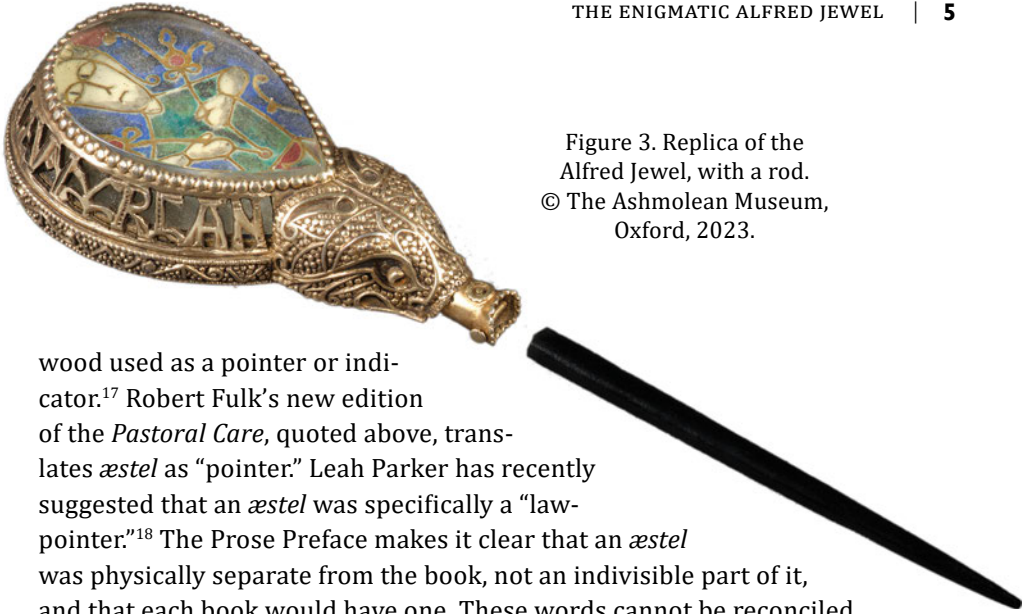 THE ENIGMATIC ALFRED JEWEL | 5
Figure 3. Replica of the
Alfred Jewel, with a rod.
© The Ashmolean Museum,
Oxford, 2023.
wood used as a pointer or indi-
cator.¹⁷ Robert Fulk’s new edition
of the Pastoral Care, quoted above, trans-
lates æstel as “pointer.” Leah Parker has recently
suggested that an æstel was specifically a “law-
pointer.”¹⁸ The Prose Preface makes it clear that an æstel
was physically separate from the book, not an indivisible part of it,
and that each book would have one. These words cannot be reconciled